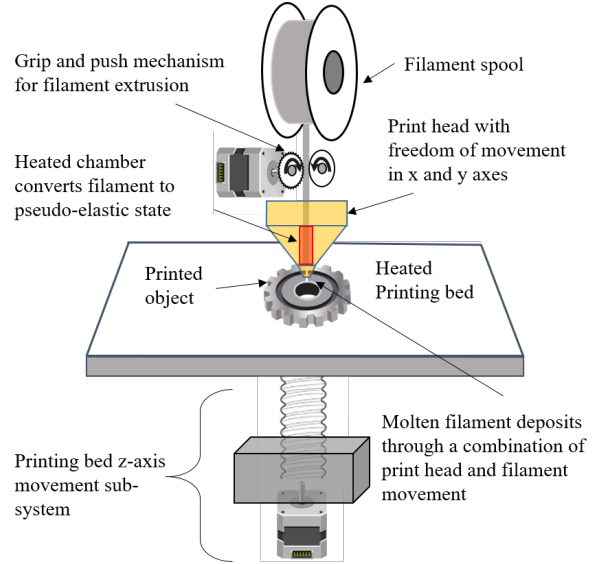 Grip and push mechanism
for filament extrusion
Filament spool
Print head with
freedom of movement
in x and y axes
Heated chamber
converts filament to
pseudo-elastic state
Printed
object
Heated
Printing bed
Molten filament deposits
through a combination of
print head and filament
movement
Printing bed z-axis
movement sub-
system